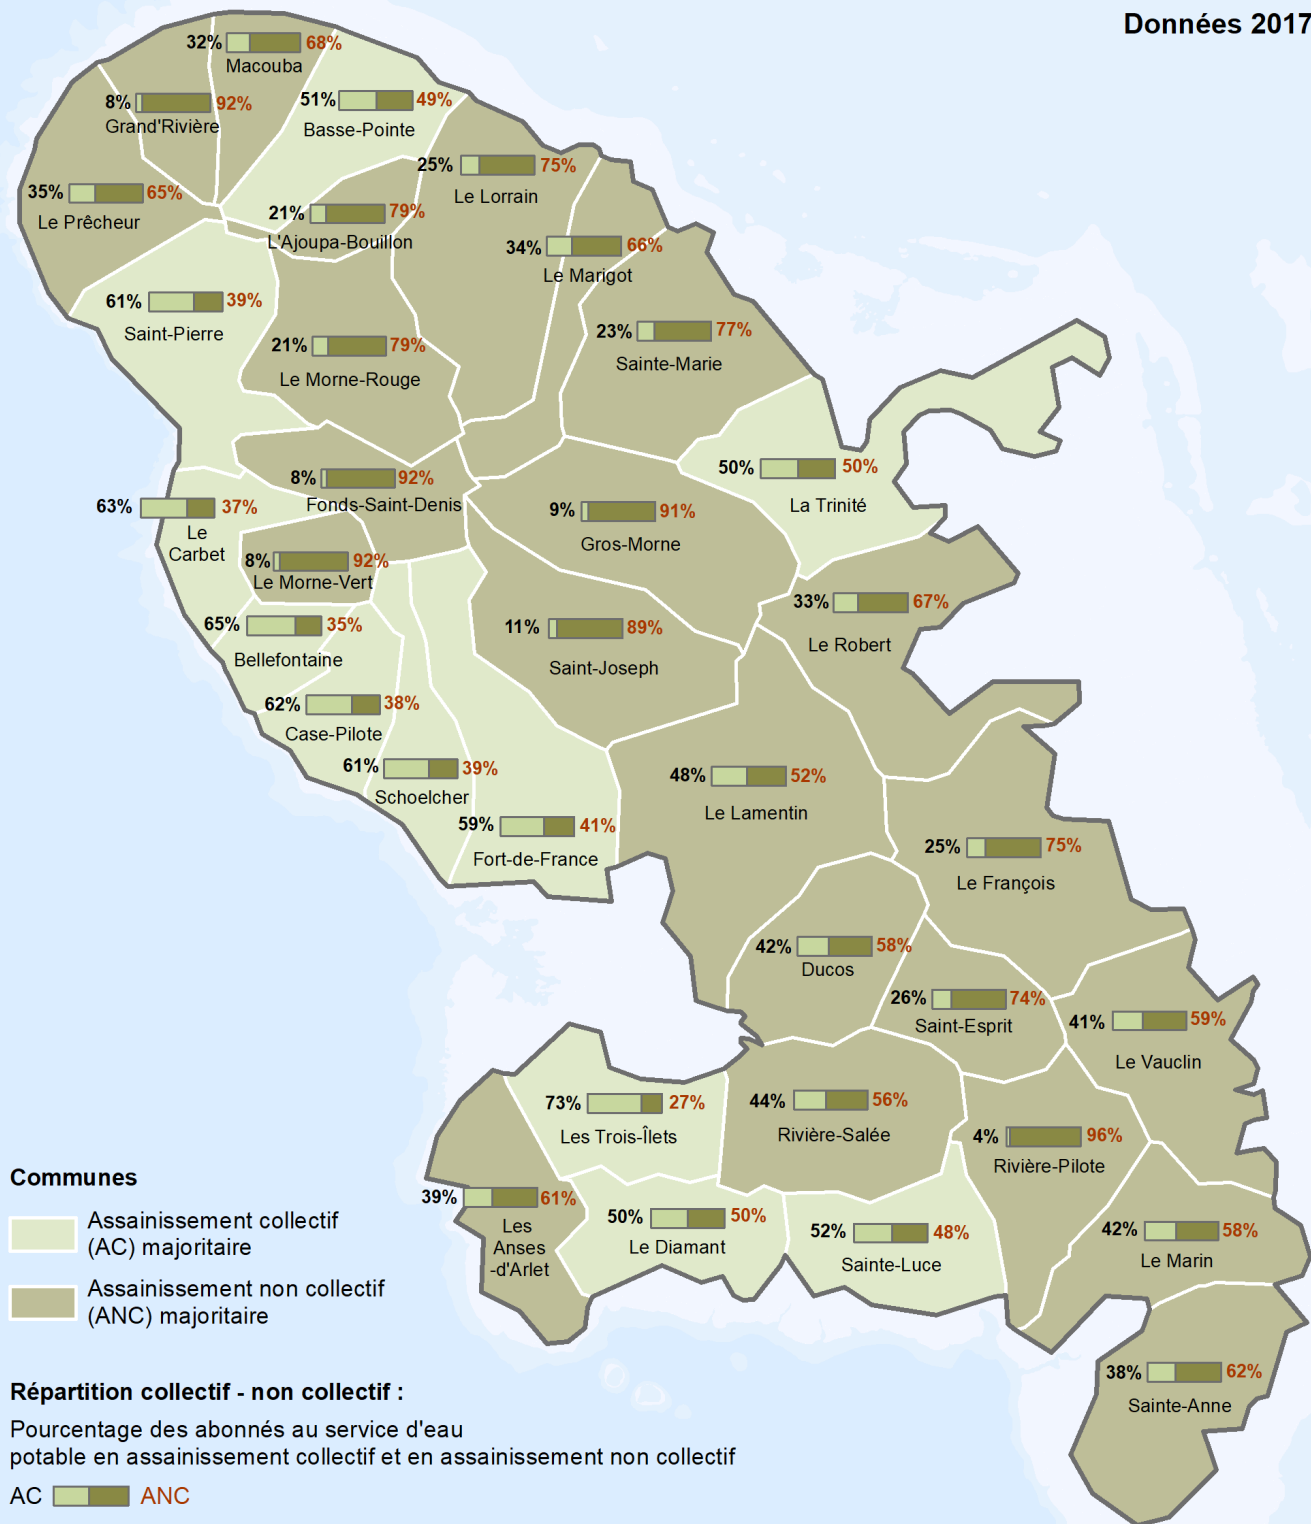 Données 2017
32% 68%
Macouba
8% 92%
Grand'Rivière
51% 49%
Basse-Pointe
25% 75%
Le Lorrain
35% 65%
Le Prêcheur
21% 79%
L'Ajoupa-Bouillon
34% 66%
Le Marigot
61% 39%
Saint-Pierre
21% 79%
Le Morne-Rouge
23% 77%
Sainte-Marie
50% 50%
La Trinité
8% 92%
Fonds-Saint-Denis
63% 37%
Le
Carbet
9% 91%
Gros-Morne
8% 92%
Le Morne-Vert
33% 67%
Le Robert
65% 35%
Bellefontaine
11% 89%
Saint-Joseph
62% 38%
Case-Pilote
61% 39%
Schoelcher
48% 52%
Le Lamentin
59% 41%
Fort-de-France
25% 75%
Le François
42% 58%
Ducos
26% 74%
Saint-Esprit
41% 59%
Le Vauclin
73% 27%
Les Trois-Îlets
44% 56%
Rivière-Salée
4% 96%
Rivière-Pilote
39% 61%
Les
Anses
-d'Arlet
50% 50%
Le Diamant
52% 48%
Sainte-Luce
42% 58%
Le Marin
38% 62%
Sainte-Anne
Communes
Assainissement collectif
(AC) majoritaire
Assainissement non collectif
(ANC) majoritaire
Répartition collectif - non collectif :
Pourcentage des abonnés au service d'eau
potable en assainissement collectif et en assainissement non collectif
AC ANC